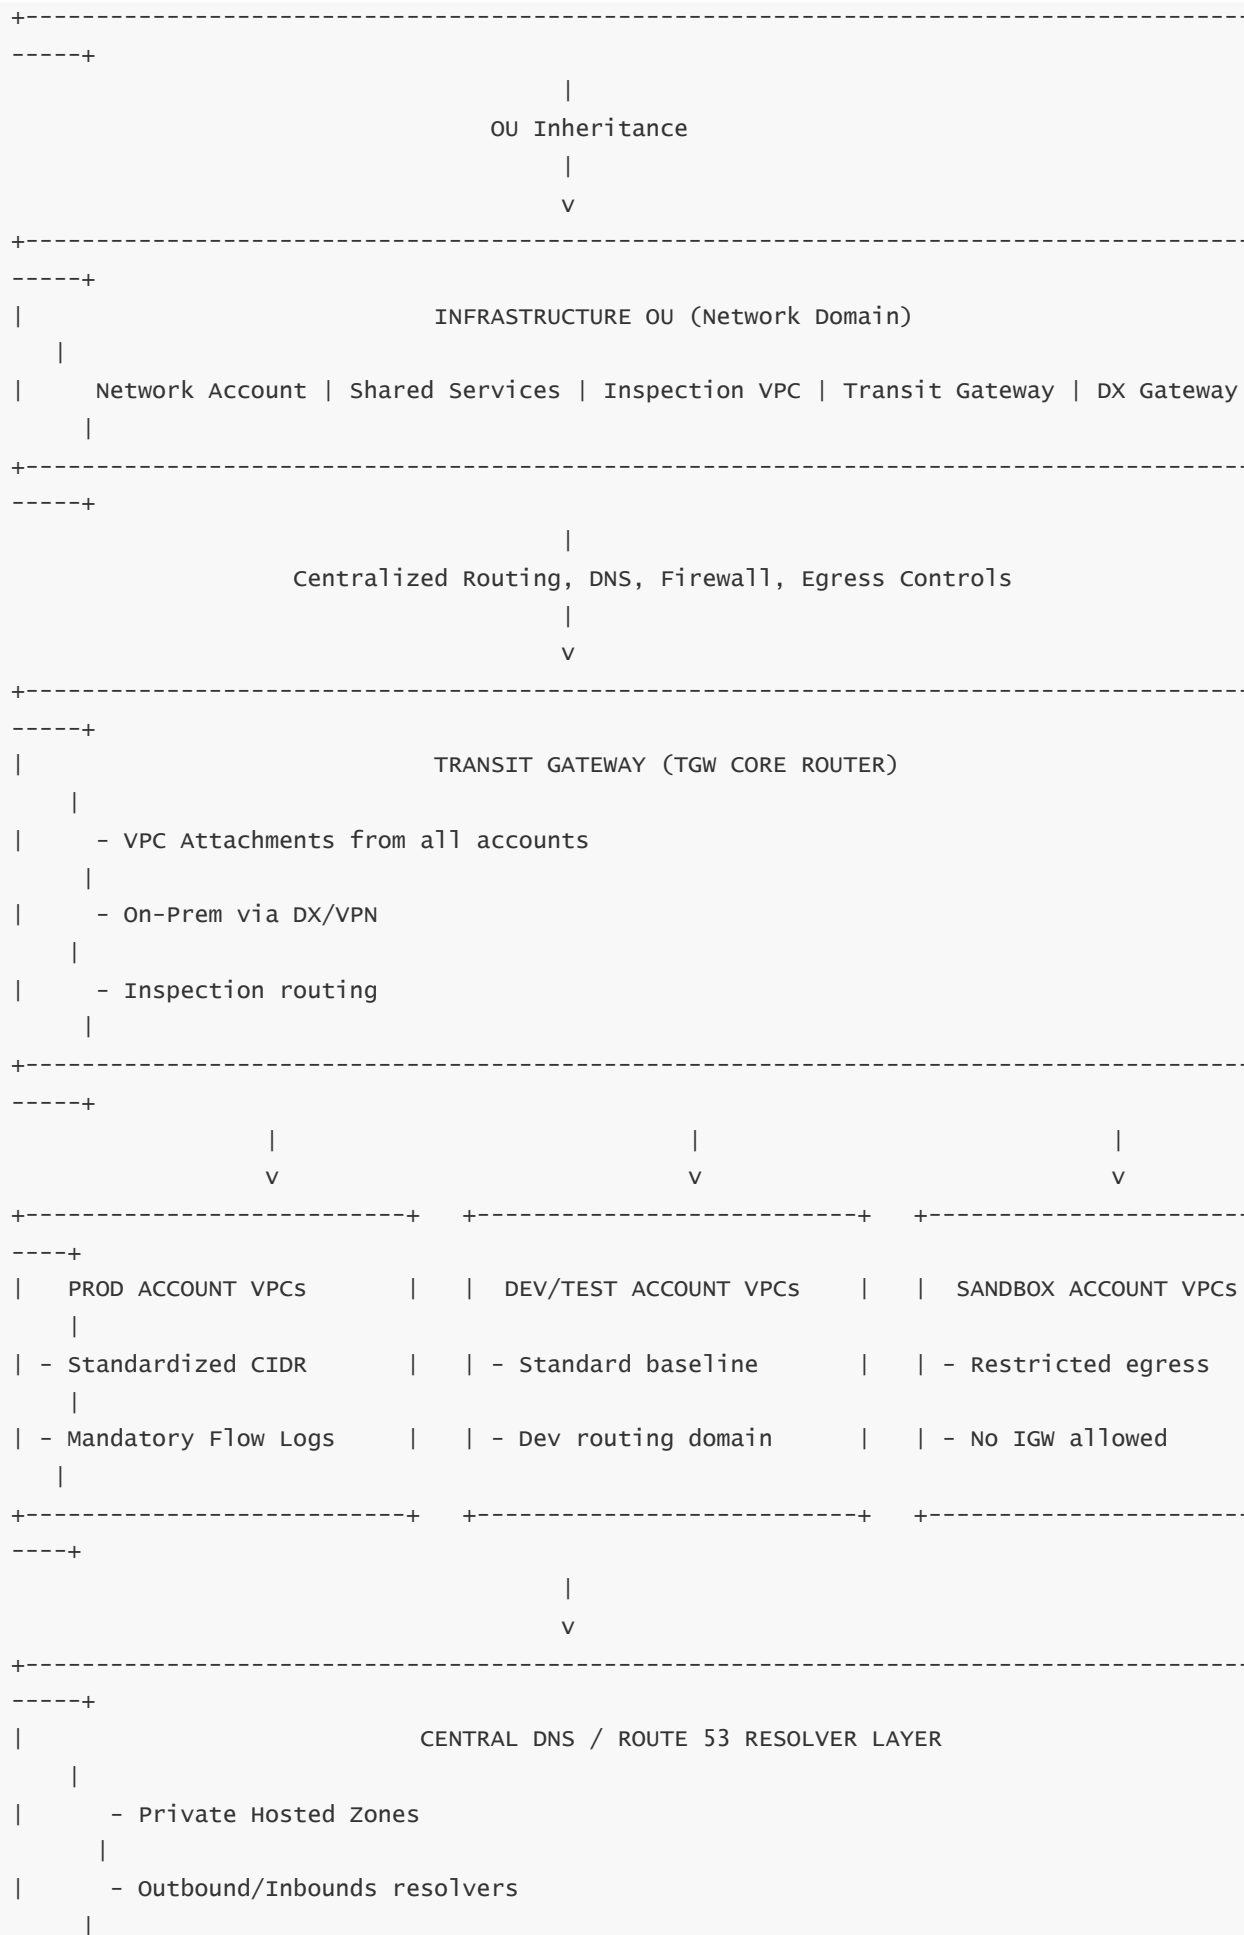 +--------------------------------------------------------------------------------------
-----+
|
OU Inheritance
|
v
+--------------------------------------------------------------------------------------
-----+
| INFRASTRUCTURE OU (Network Domain)
|
| Network Account | Shared Services | Inspection VPC | Transit Gateway | DX Gateway
|
+--------------------------------------------------------------------------------------
-----+
|
Centralized Routing, DNS, Firewall, Egress Controls
|
v
+--------------------------------------------------------------------------------------
-----+
| TRANSIT GATEWAY (TGW CORE ROUTER)
|
| - VPC Attachments from all accounts
|
| - On-Prem via DX/VPN
|
| - Inspection routing
|
+--------------------------------------------------------------------------------------
-----+
| | |
v v v
+---------------------------+ +---------------------------+ +-----------------------
----+
| PROD ACCOUNT VPCs | | DEV/TEST ACCOUNT VPCs | | SANDBOX ACCOUNT VPCs
|
| - Standardized CIDR | | - Standard baseline | | - Restricted egress
|
| - Mandatory Flow Logs | | - Dev routing domain | | - No IGW allowed
|
+---------------------------+ +---------------------------+ +-----------------------
----+
|
v
+--------------------------------------------------------------------------------------
-----+
| CENTRAL DNS / ROUTE 53 RESOLVER LAYER
|
| - Private Hosted Zones
|
| - Outbound/Inbounds resolvers
|